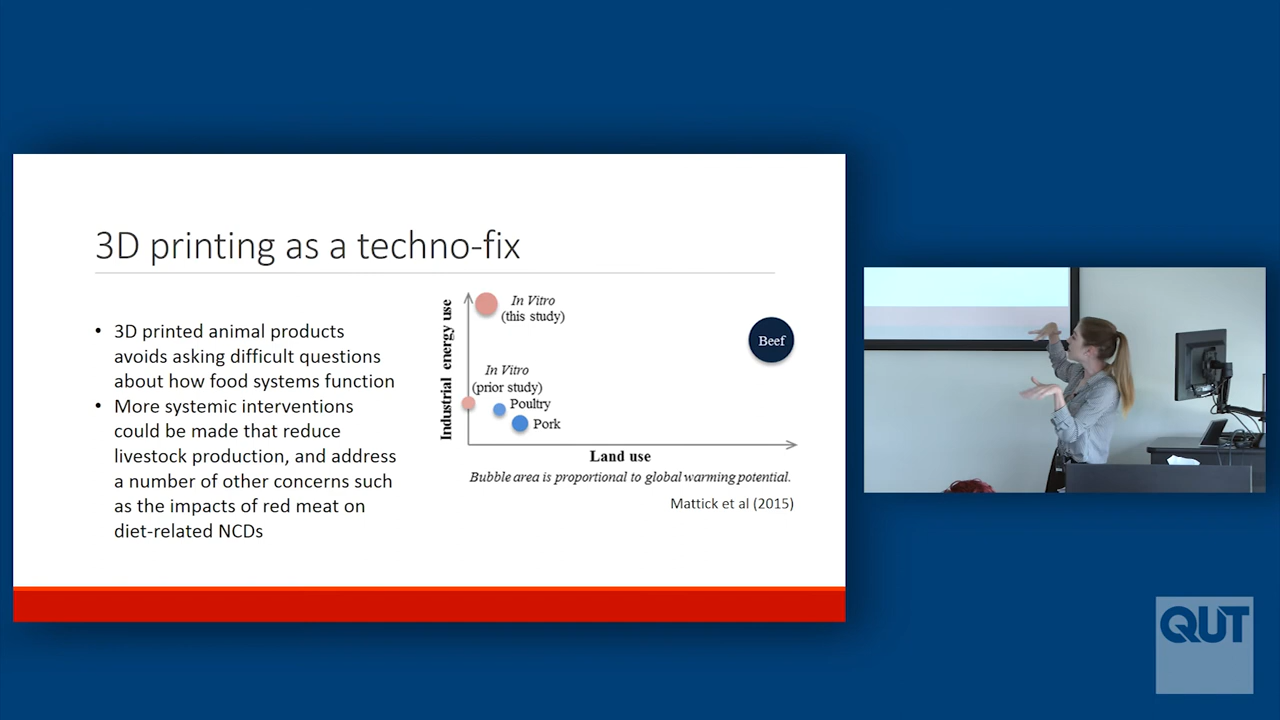 3D printing as a techno-fix
• 3D printed animal products
avoids asking difficult questions
about how food systems function
• More systemic interventions
could be made that reduce
livestock production, and address
a number of other concerns such
as the impacts of red meat on
diet-related NCDs
Industrial energy use
In Vitro
(this study)
Beef
In Vitro
(prior study)
Poultry
Pork
Land use
Bubble area is proportional to global warming potential.
Mattick et al (2015)
QUT